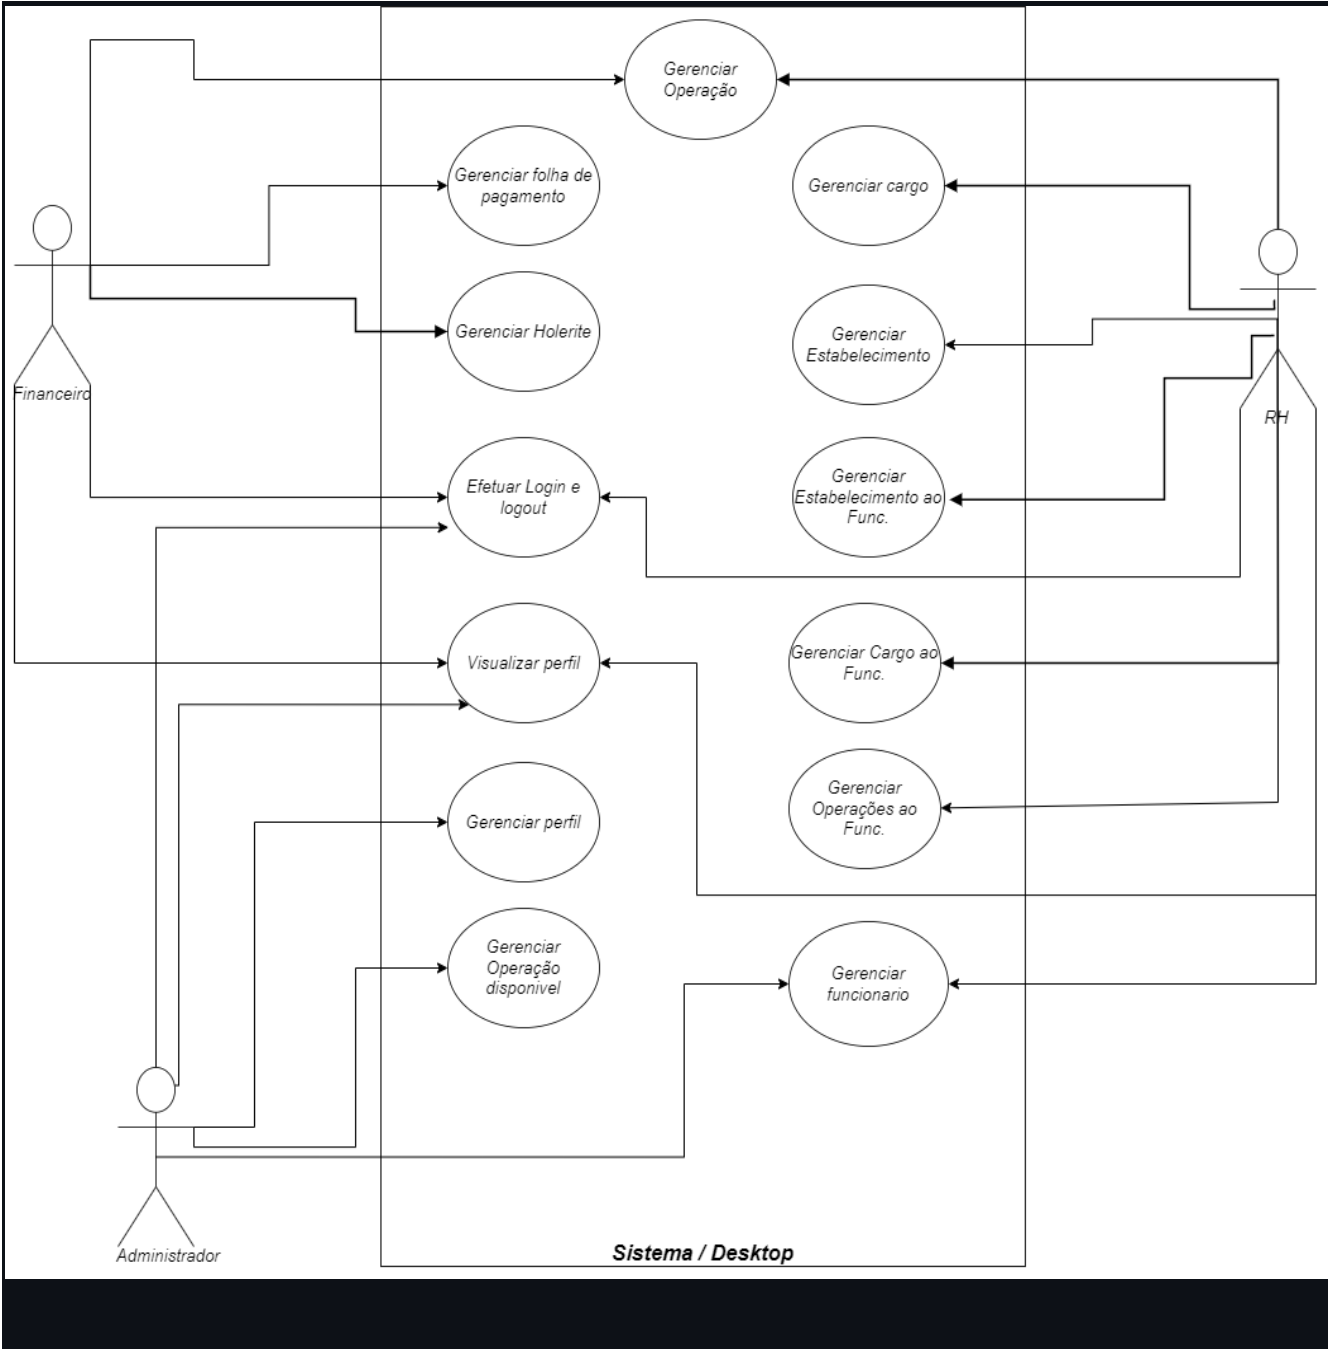 Gerenciar
Operação
Gerenciar folha de
pagamento
Gerenciar cargo
Gerenciar Holerite
Gerenciar
Estabelecimento
Financeiro
RH
Efetuar Login e
logout
Gerenciar
Estabelecimento ao
Func.
Visualizar perfil
Gerenciar Cargo ao
Func.
Gerenciar perfil
Gerenciar
Operações ao
Func.
Gerenciar
Operação
disponivel
Gerenciar
funcionario
Administrador
Sistema / Desktop